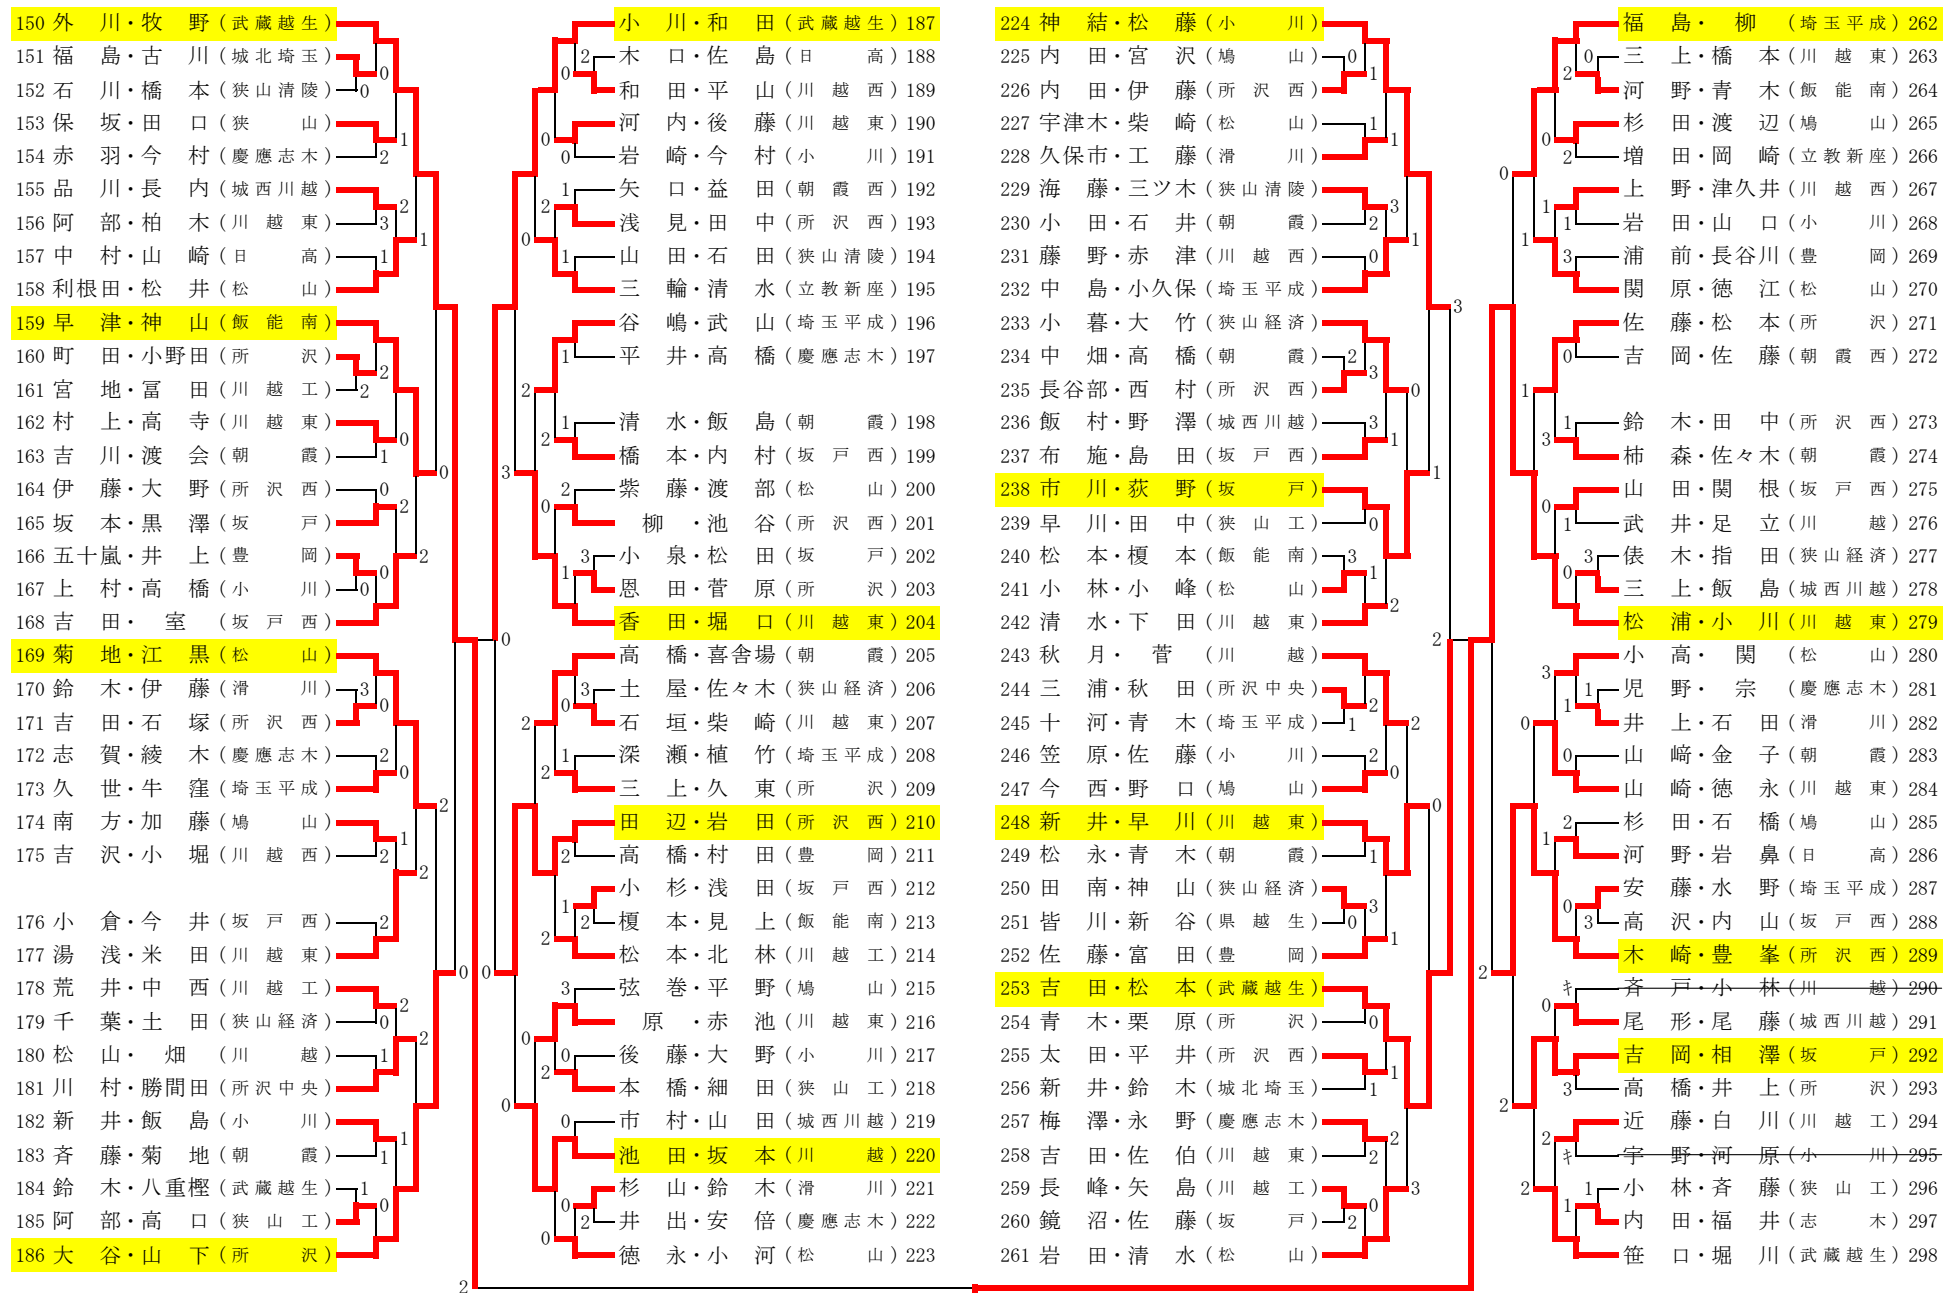 150 外川・牧野（武蔵越生）
151 福島・古川（城北埼玉）
152 石川・橋本（狭山清陵）
153 保坂・田口（狭山）
154 赤羽・今村（慶應志木）
155 品川・長内（城西川越）
156 阿部・柏木（川越東）
157 中村・山崎（日高）
158 利根田・松井（松山）
159 早津・神山（飯能南）
160 町田・小野田（所沢）
161 宮地・冨田（川越工）
162 村上・高寺（川越東）
163 吉川・渡会（朝霞）
164 伊藤・大野（所沢西）
165 坂本・黒澤（坂戸）
166 五十嵐・井上（豊岡）
167 上村・高橋（小川）
168 吉田・室（坂戸西）
169 菊地・江黒（松山）
170 鈴木・伊藤（滑川）
171 吉田・石塚（所沢西）
172 志賀・綾木（慶應志木）
173 久世・牛窪（埼玉平成）
174 南方・加藤（鳩山）
175 吉沢・小堀（川越西）
176 小倉・今井（坂戸西）
177 湯浅・米田（川越東）
178 荒井・中西（川越工）
179 千葉・土田（狭山経済）
180 松山・畑（川越）
181 川村・勝間田（所沢中央）
182 新井・飯島（小川）
183 斉藤・菊地（朝霞）
184 鈴木・八重樫（武蔵越生）
185 阿部・高口（狭山工）
186 大谷・山下（所沢）
小川・和田（武蔵越生）187
木口・佐島（日高）188
和田・平山（川越西）189
河内・後藤（川越東）190
岩崎・今村（小川）191
矢口・益田（朝霞西）192
浅見・田中（所沢西）193
山田・石田（狭山清陵）194
三輪・清水（立教新座）195
谷嶋・武山（埼玉平成）196
平井・高橋（慶應志木）197
清水・飯島（朝霞）198
橋本・内村（坂戸西）199
紫藤・渡部（松山）200
柳・池谷（所沢西）201
小泉・松田（坂戸）202
恩田・菅原（所沢）203
香田・堀口（川越東）204
高橋・喜舎場（朝霞）205
土屋・佐々木（狭山経済）206
石垣・柴崎（川越東）207
深瀬・植竹（埼玉平成）208
三上・久東（所沢）209
田辺・岩田（所沢西）210
高橋・村田（豊岡）211
小杉・浅田（坂戸西）212
榎本・見上（飯能南）213
松本・北林（川越工）214
弦巻・平野（鳩山）215
原・赤池（川越東）216
後藤・大野（小川）217
本橋・細田（狭山工）218
市村・山田（城西川越）219
池田・坂本（川越）220
杉山・鈴木（滑川）221
井出・安倍（慶應志木）222
徳永・小河（松山）223
224 神結・松藤（小川）
225 内田・宮沢（鳩山）
226 内田・伊藤（所沢西）
227 宇津木・柴崎（松山）
228 久保市・工藤（滑川）
229 海藤・三ツ木（狭山清陵）
230 小田・石井（朝霞）
231 藤野・赤津（川越西）
232 中島・小久保（埼玉平成）
233 小暮・大竹（狭山経済）
234 中畑・高橋（朝霞）
235 長谷部・西村（所沢西）
236 飯村・野澤（城西川越）
237 布施・島田（坂戸西）
238 市川・荻野（坂戸）
239 早川・田中（狭山工）
240 松本・榎本（飯能南）
241 小林・小峰（松山）
242 清水・下田（川越東）
243 秋月・菅（川越）
244 三浦・秋田（所沢中央）
245 十河・青木（埼玉平成）
246 笠原・佐藤（小川）
247 今西・野口（鳩山）
248 新井・早川（川越東）
249 松永・青木（朝霞）
250 田南・神山（狭山経済）
251 皆川・新谷（県越生）
252 佐藤・富田（豊岡）
253 吉田・松本（武蔵越生）
254 青木・栗原（所沢）
255 太田・平井（所沢西）
256 新井・鈴木（城北埼玉）
257 梅澤・永野（慶應志木）
258 吉田・佐伯（川越東）
259 長峰・矢島（川越工）
260 鏡沼・佐藤（坂戸）
261 岩田・清水（松山）
福島・柳（埼玉平成）262
三上・橋本（川越東）263
河野・青木（飯能南）264
杉田・渡辺（鳩山）265
増田・岡崎（立教新座）266
上野・津久井（川越西）267
岩田・山口（小川）268
浦前・長谷川（豊岡）269
関原・徳江（松山）270
佐藤・松本（所沢）271
吉岡・佐藤（朝霞西）272
鈴木・田中（所沢西）273
柿森・佐々木（朝霞）274
山田・関根（坂戸西）275
武井・足立（川越）276
俵木・指田（狭山経済）277
三上・飯島（城西川越）278
松浦・小川（川越東）279
小高・関（松山）280
児野・宗（慶應志木）281
井上・石田（滑川）282
山﨑・金子（朝霞）283
山崎・徳永（川越東）284
杉田・石橋（鳩山）285
河野・岩鼻（日高）286
安藤・水野（埼玉平成）287
高沢・内山（坂戸西）288
木崎・豊峯（所沢西）289
キ 斉戸・小林（川越）290
尾形・尾藤（城西川越）291
吉岡・相澤（坂戸）292
高橋・井上（所沢）293
近藤・白川（川越工）294
キ 宇野・河原（小川）295
小林・斉藤（狭山工）296
内田・福井（志木）297
笹口・堀川（武蔵越生）298
2